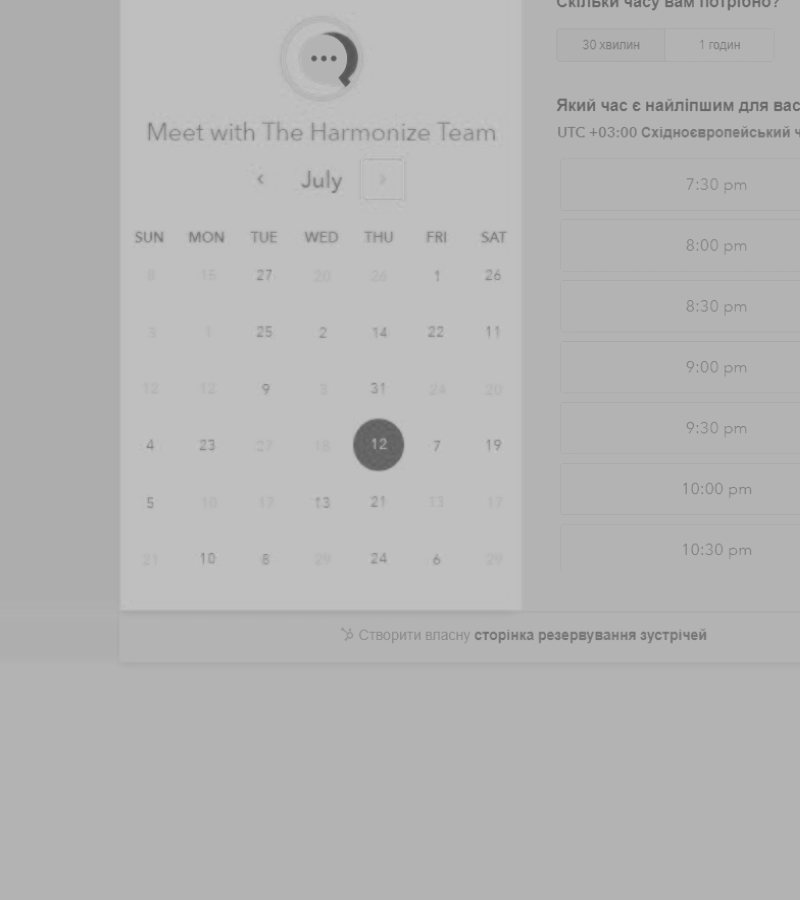 Meet with The Harmonize Team
July
SUN MON TUE WED THU FRI SAT
8 15 27 20 26 1 26
3 1 25 2 14 22 11
12 12 9 9 31 24 20
4 23 27 18 12 7 19
5 10 17 13 21 13 17
21 10 8 29 24 6 29
Скільки часу вам потрібно?
30 хвилин
1 годин
Який час є найліпшим для вас
UTC +03:00 Східноєвропейський ч
7:30 pm
8:00 pm
8:30 pm
9:00 pm
9:30 pm
10:00 pm
10:30 pm
Створити власну сторінка резервування зустрічей